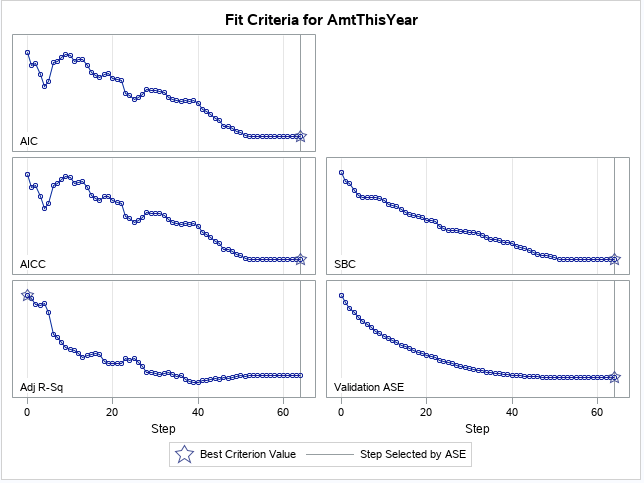 Fit Criteria for AmtThisYear
AIC
AICC
SBC
Adj R-Sq
Validation ASE
0 20 40 60
0 20 40 60
Step
Step
Best Criterion Value
Step Selected by ASE